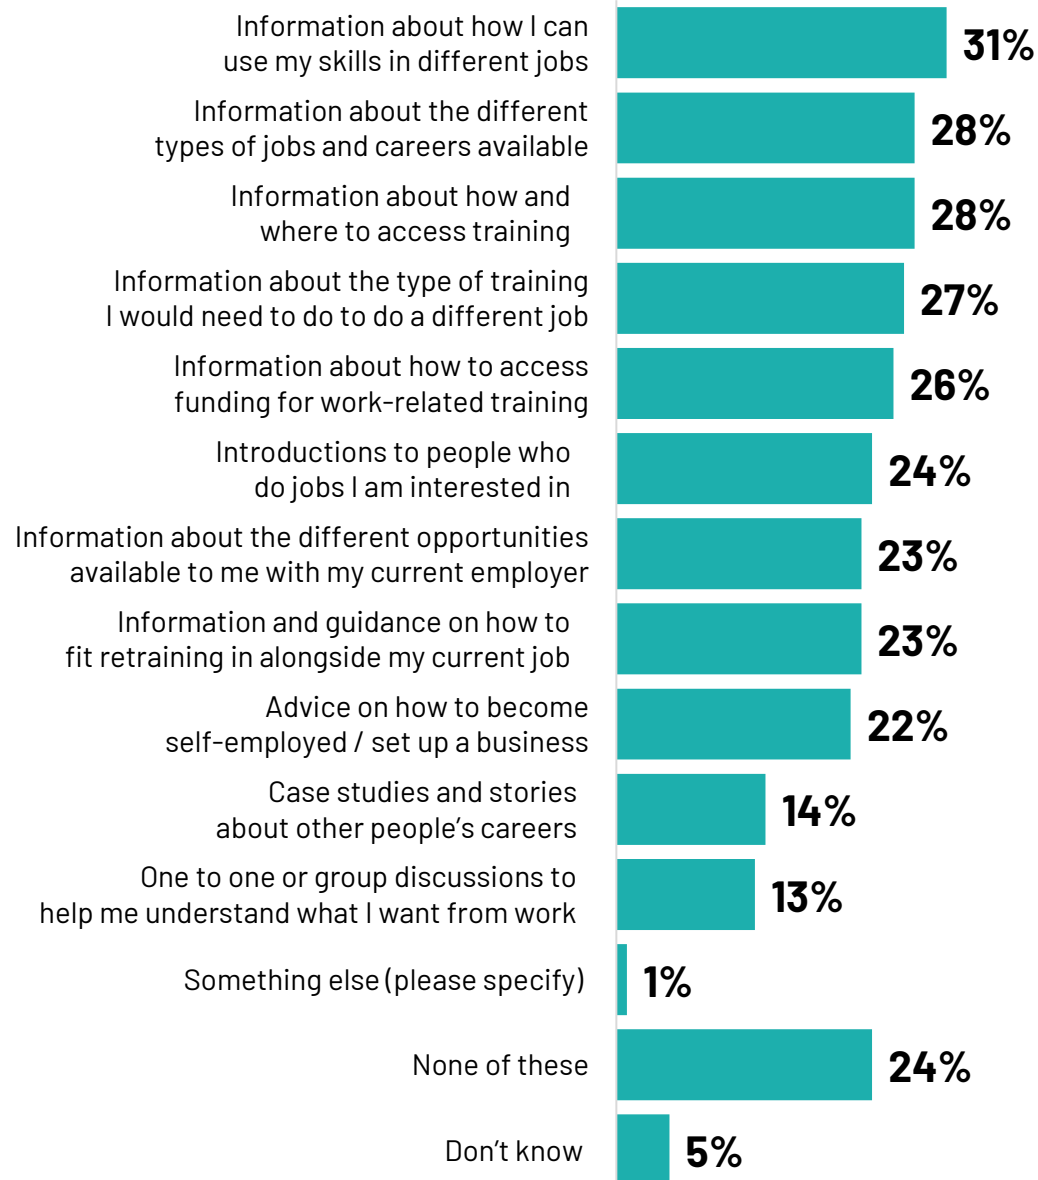 Information about how I can
use my skills in different jobs
31%
Information about the different
types of jobs and careers available
28%
Information about how and
where to access training
28%
Information about the type of training
I would need to do to do a different job
27%
Information about how to access
funding for work-related training
26%
Introductions to people who
do jobs I am interested in
24%
Information about the different opportunities
available to me with my current employer
23%
Information and guidance on how to
fit retraining in alongside my current job
23%
Advice on how to become
self-employed / set up a business
22%
Case studies and stories
about other people’s careers
14%
One to one or group discussions to
help me understand what I want from work
13%
Something else (please specify)
1%
None of these
24%
Don’t know
5%